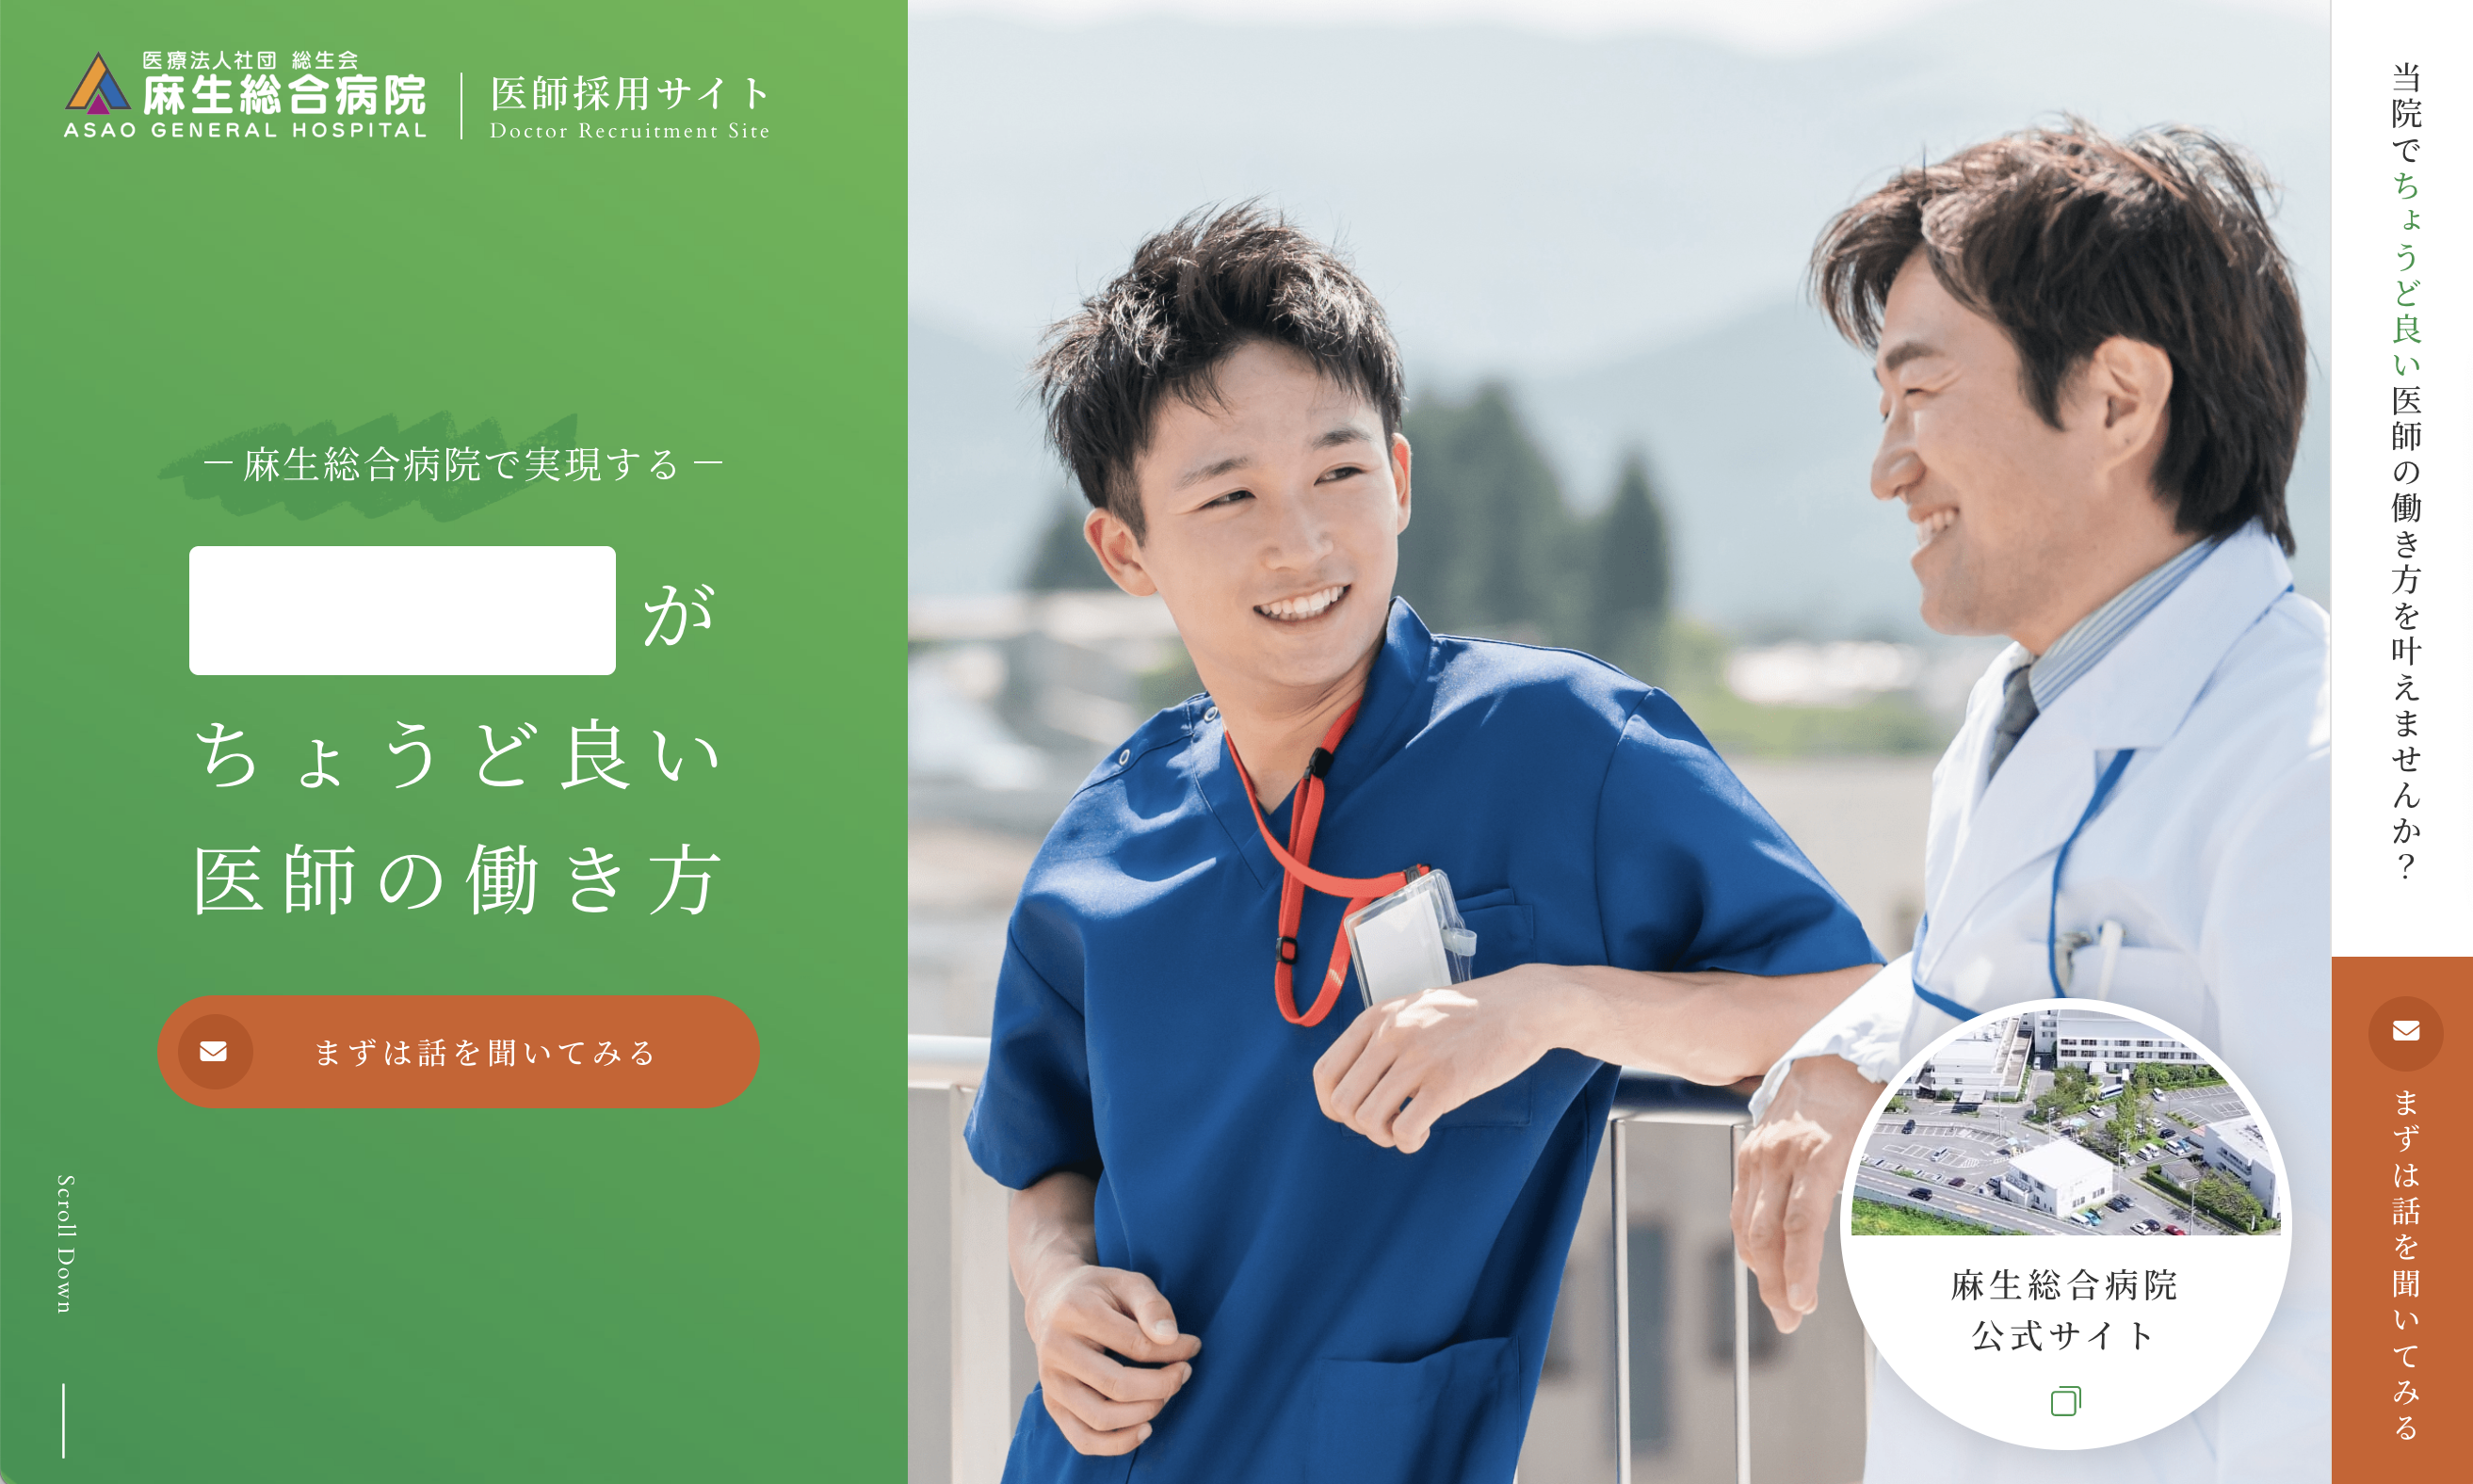 医療法人社団 総生会
麻生総合病院
ASAO GENERAL HOSPITAL
医師採用サイト
Doctor Recruitment Site
― 麻生総合病院で実現する ―
が
ちょうど良い
医師の働き方
まずは話を聞いてみる
Scroll Down
麻生総合病院
公式サイト
当院でちょうど良い医師の働き方を叶えませんか？
まずは話を聞いてみる